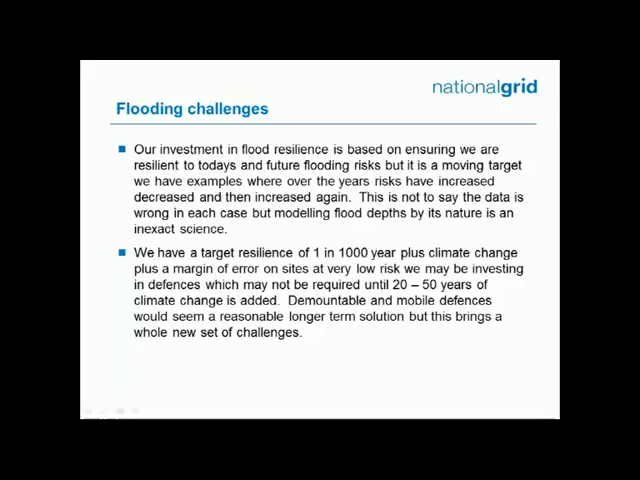 nationalgrid
Flooding challenges
Our investment in flood resilience is based on ensuring we are
resilient to todays and future flooding risks but it is a moving target
we have examples where over the years risks have increased
decreased and then increased again. This is not to say the data is
wrong in each case but modelling flood depths by its nature is an
inexact science.
We have a target resilience of 1 in 1000 year plus climate change
plus a margin of error on sites at very low risk we may be investing
in defences which may not be required until 20 – 50 years of
climate change is added. Demountable and mobile defences
would seem a reasonable longer term solution but this brings a
whole new set of challenges.